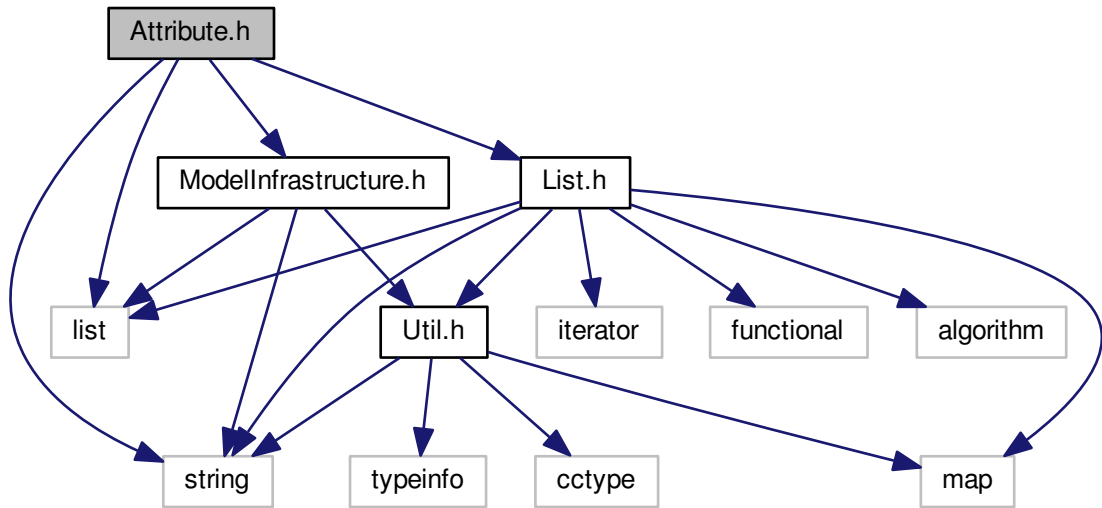 Attribute.h
ModelInfrastructure.h
List.h
list
Util.h
iterator
functional
algorithm
string
typeinfo
cctype
map